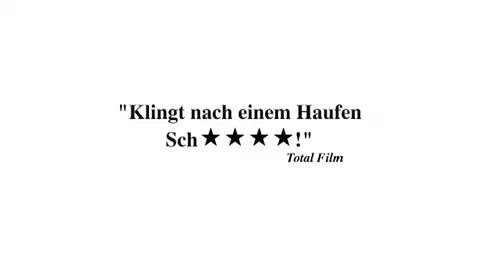 "Klingt nach einem Haufen
Sch★★★★!"
Total Film